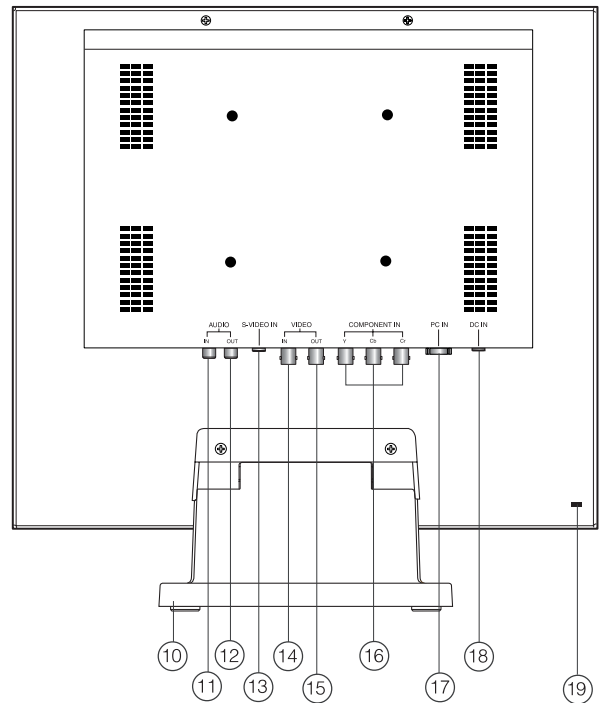 AUDIO S-VIDEO IN VIDEO COMPONENT IN PC IN DC IN
IN OUT IN OUT Y Cb Cr
10 12 14 16 18
11 13 15 17 19